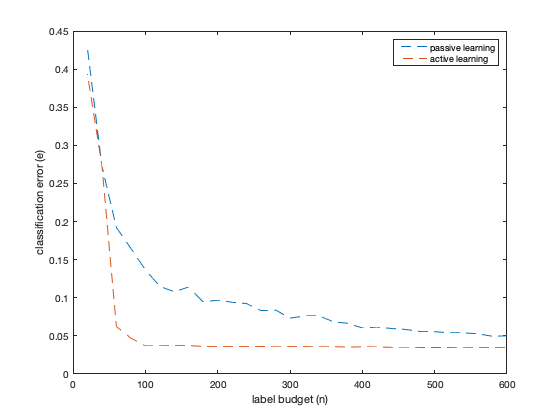 0.45
0.4
0.35
0.3
0.25
0.2
0.15
0.1
0.05
0
classification error (e)
passive learning
active learning
0 100 200 300 400 500 600
label budget (n)